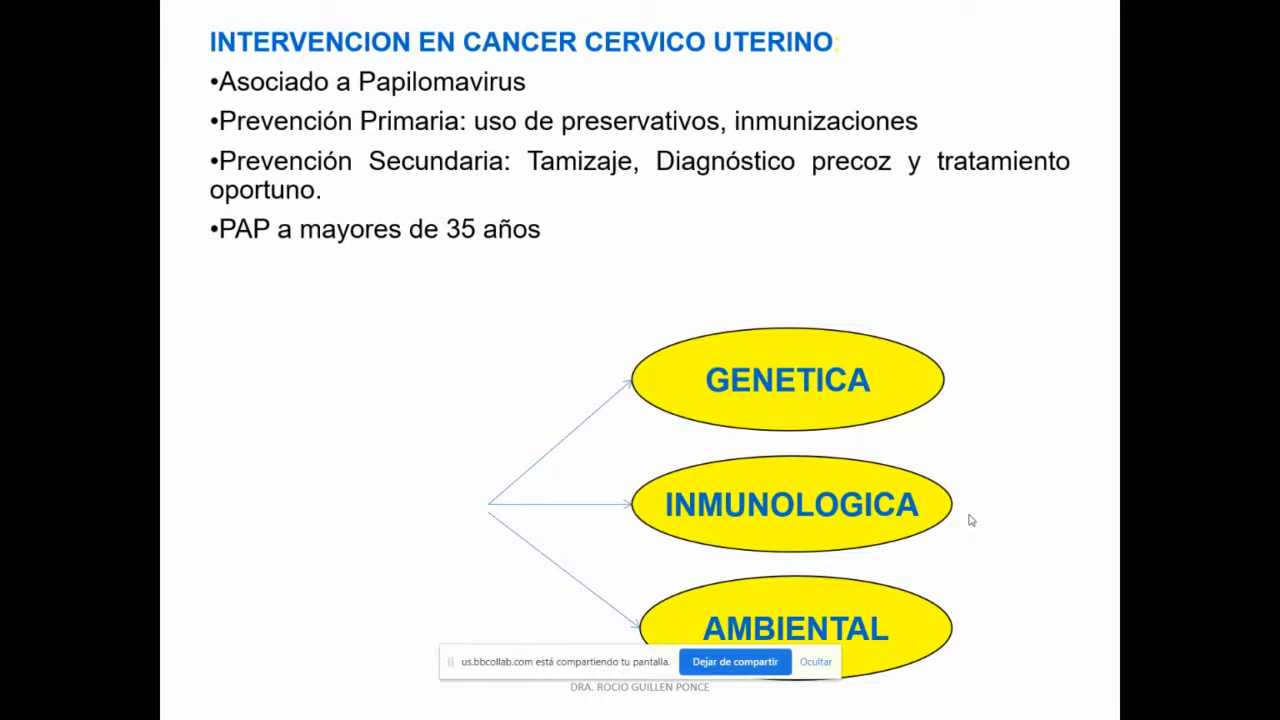 INTERVENCION EN CANCER CERVICO UTERINO:
•Asociado a Papilomavirus
•Prevención Primaria: uso de preservativos, inmunizaciones
•Prevención Secundaria: Tamizaje, Diagnóstico precoz y tratamiento
oportuno.
•PAP a mayores de 35 años
GENETICA
INMUNOLOGICA
AMBIENTAL
us.bbcollab.com está compartiendo tu pantalla. Dejar de compartir Ocultar
DRA. ROCIO GUILLEN PONCE